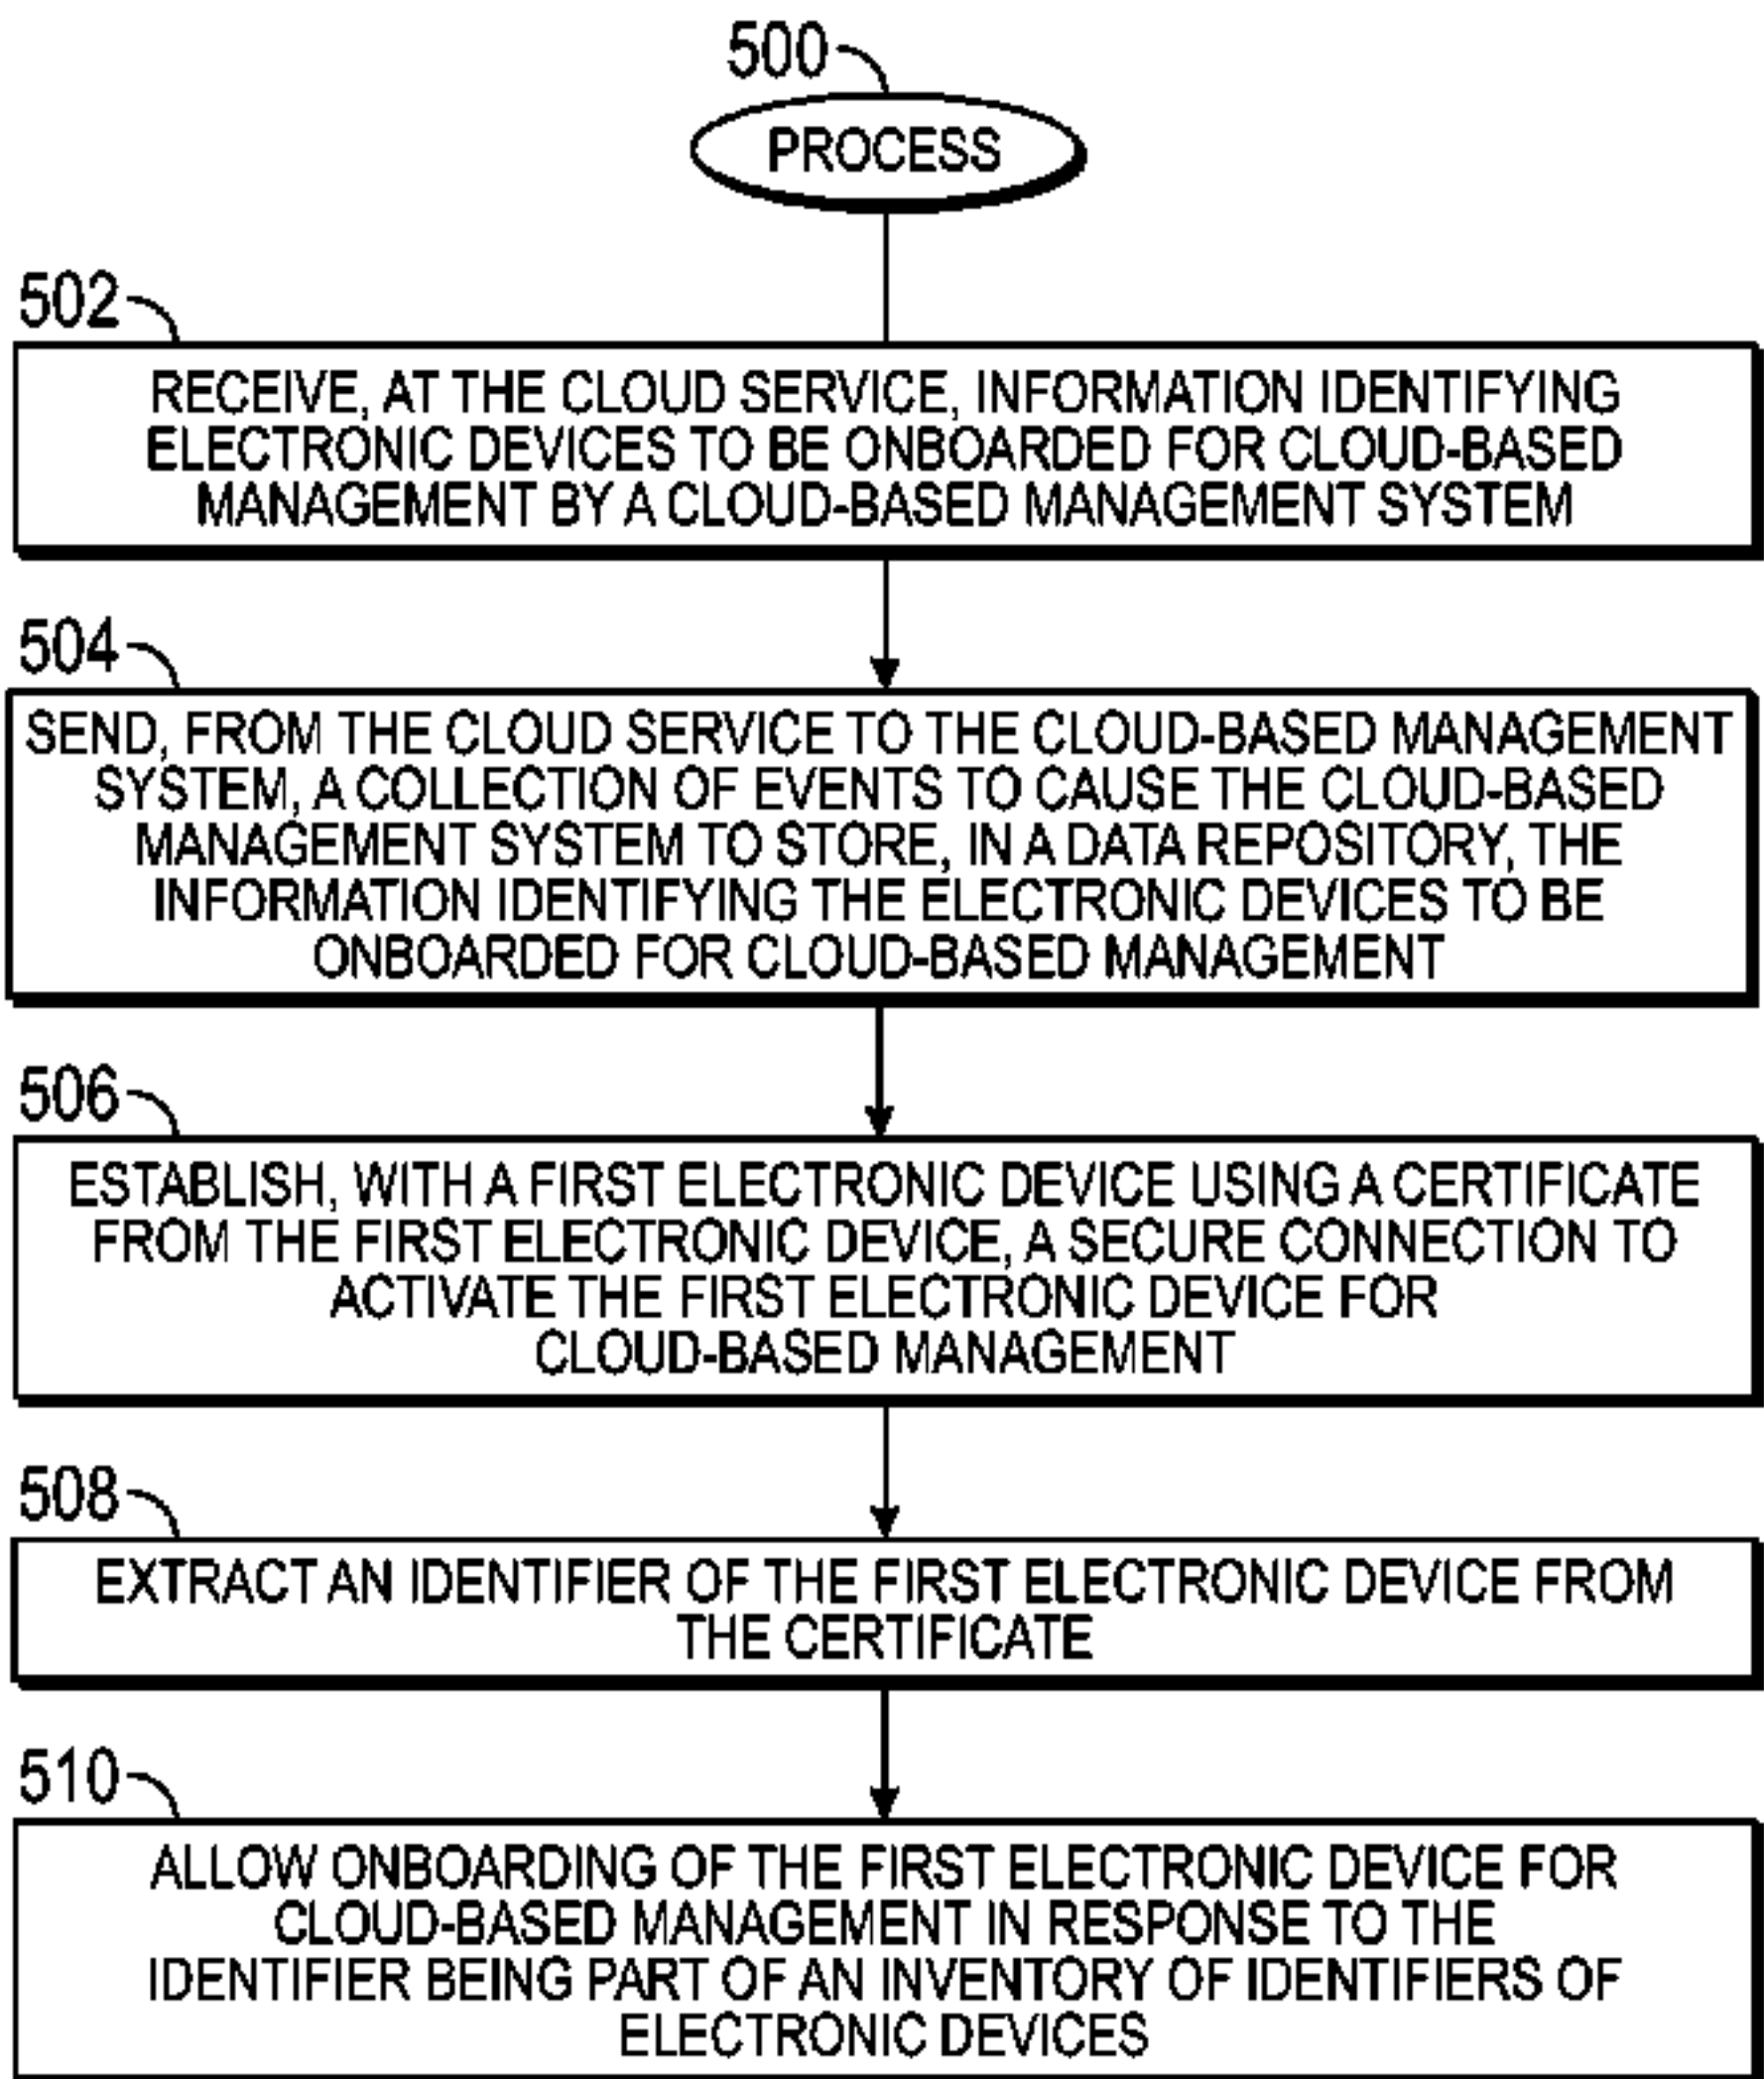 500
PROCESS
502
RECEIVE, AT THE CLOUD SERVICE, INFORMATION IDENTIFYING
ELECTRONIC DEVICES TO BE ONBOARDED FOR CLOUD-BASED
MANAGEMENT BY A CLOUD-BASED MANAGEMENT SYSTEM
504
SEND, FROM THE CLOUD SERVICE TO THE CLOUD-BASED MANAGEMENT
SYSTEM, A COLLECTION OF EVENTS TO CAUSE THE CLOUD-BASED
MANAGEMENT SYSTEM TO STORE, IN A DATA REPOSITORY, THE
INFORMATION IDENTIFYING THE ELECTRONIC DEVICES TO BE
ONBOARDED FOR CLOUD-BASED MANAGEMENT
506
ESTABLISH, WITH A FIRST ELECTRONIC DEVICE USING A CERTIFICATE
FROM THE FIRST ELECTRONIC DEVICE, A SECURE CONNECTION TO
ACTIVATE THE FIRST ELECTRONIC DEVICE FOR
CLOUD-BASED MANAGEMENT
508
EXTRACT AN IDENTIFIER OF THE FIRST ELECTRONIC DEVICE FROM
THE CERTIFICATE
510
ALLOW ONBOARDING OF THE FIRST ELECTRONIC DEVICE FOR
CLOUD-BASED MANAGEMENT IN RESPONSE TO THE
IDENTIFIER BEING PART OF AN INVENTORY OF IDENTIFIERS OF
ELECTRONIC DEVICES